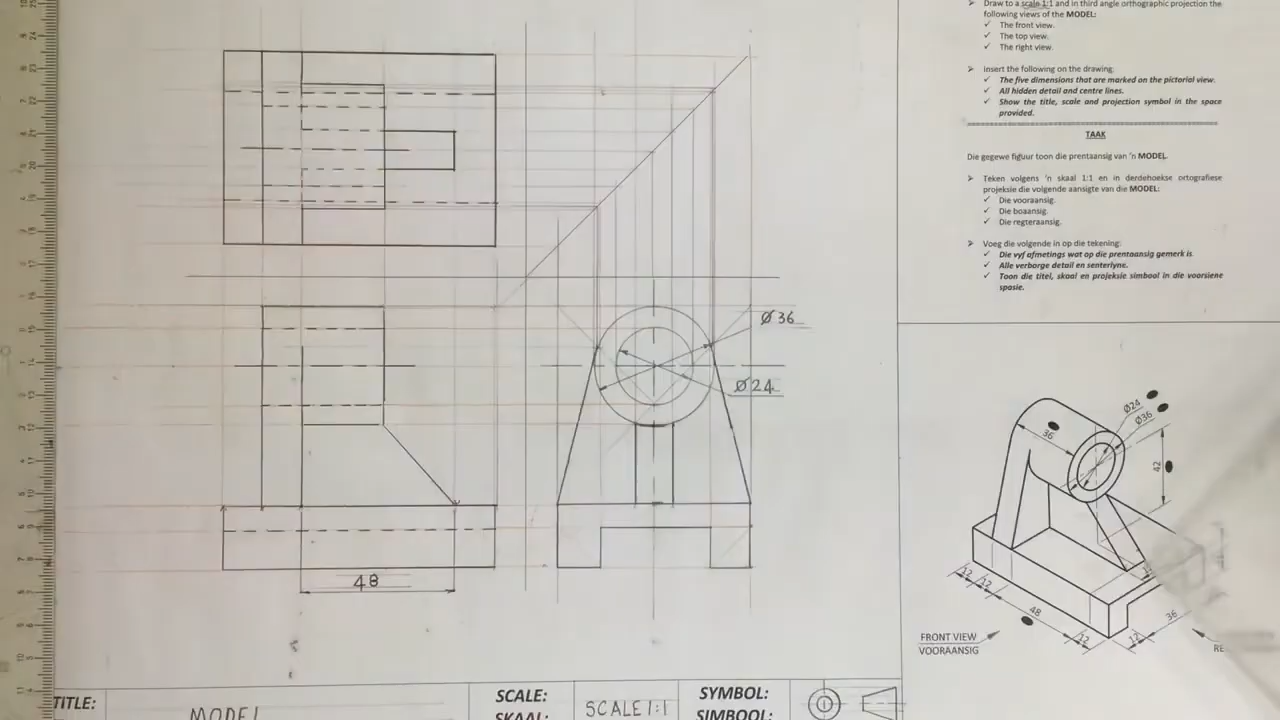 ➢ Draw to a scale 1:1 and in third angle orthographic projection the
following views of the MODEL:
✓ The front view.
✓ The top view.
✓ The right view.
➢ Insert the following on the drawing:
✓ The five dimensions that are marked on the pictorial view.
✓ All hidden detail and centre lines.
✓ Show the title, scale and projection symbol in the space
provided.
TAAK
Die gegewe figuur toon die prentaansig van 'n MODEL.
➢ Teken volgens 'n skaal 1:1 en in derdehoekse ortografiese
projeksie die volgende aansigte van die MODEL:
✓ Die vooraansig.
✓ Die boaansig.
✓ Die regteraansig.
➢ Voeg die volgende in op die tekening:
✓ Die vyf afmetings wat op die prentaansig gemerk is.
✓ Alle verborge detail en senterlyne.
✓ Toon die titel, skaal en projeksie simbool in die voorsiene
spasie.
Ø 36
Ø 24
48
Ø24
Ø36
36
42
12
12
48
12
12
36
FRONT VIEW
VOORAANSIG
RE
TITLE:
MODEL
SCALE:
SKAAL:
SCALE 1:1
SYMBOL:
SIMBOOL: